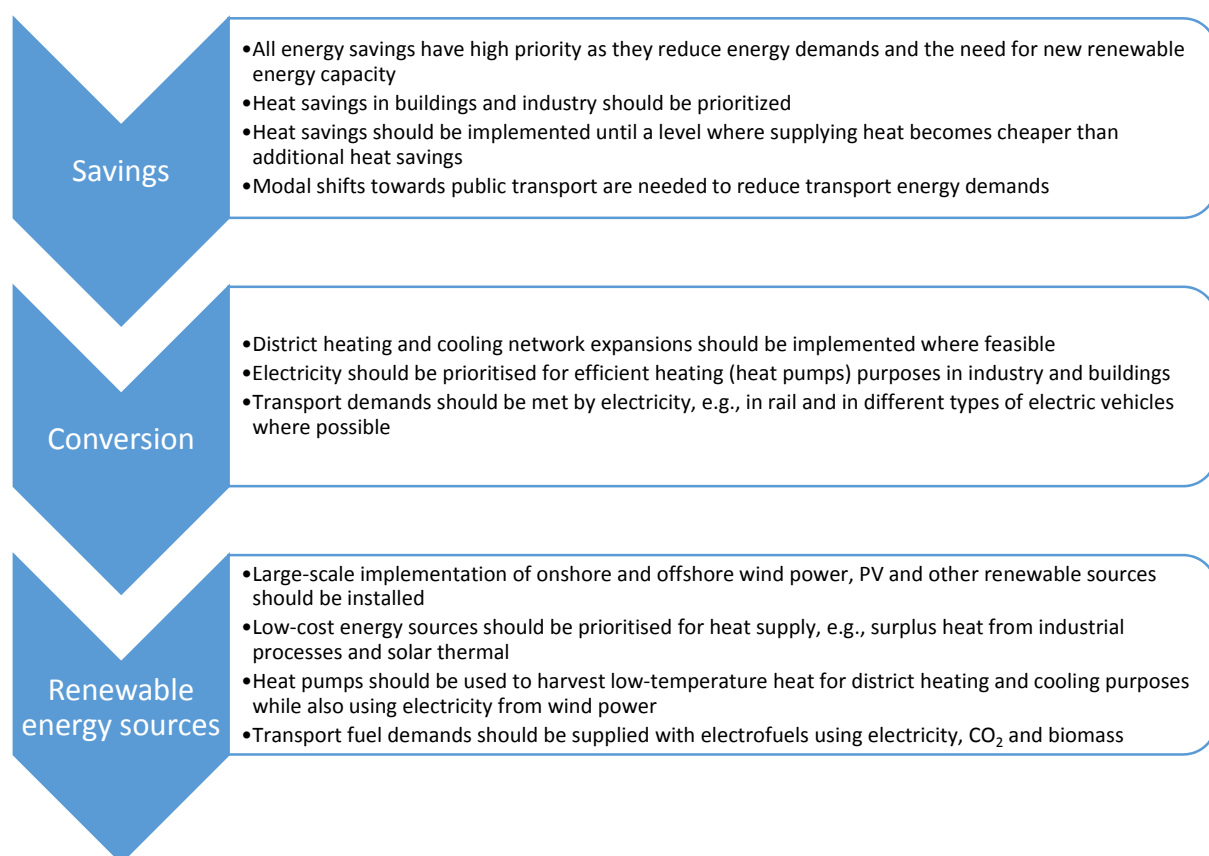 Savings
•All energy savings have high priority as they reduce energy demands and the need for new renewable
energy capacity
•Heat savings in buildings and industry should be prioritized
•Heat savings should be implemented until a level where supplying heat becomes cheaper than
additional heat savings
•Modal shifts towards public transport are needed to reduce transport energy demands
Conversion
•District heating and cooling network expansions should be implemented where feasible
•Electricity should be prioritised for efficient heating (heat pumps) purposes in industry and buildings
•Transport demands should be met by electricity, e.g., in rail and in different types of electric vehicles
where possible
Renewable
energy sources
•Large-scale implementation of onshore and offshore wind power, PV and other renewable sources
should be installed
•Low-cost energy sources should be prioritised for heat supply, e.g., surplus heat from industrial
processes and solar thermal
•Heat pumps should be used to harvest low-temperature heat for district heating and cooling purposes
while also using electricity from wind power
•Transport fuel demands should be supplied with electrofuels using electricity, CO₂ and biomass